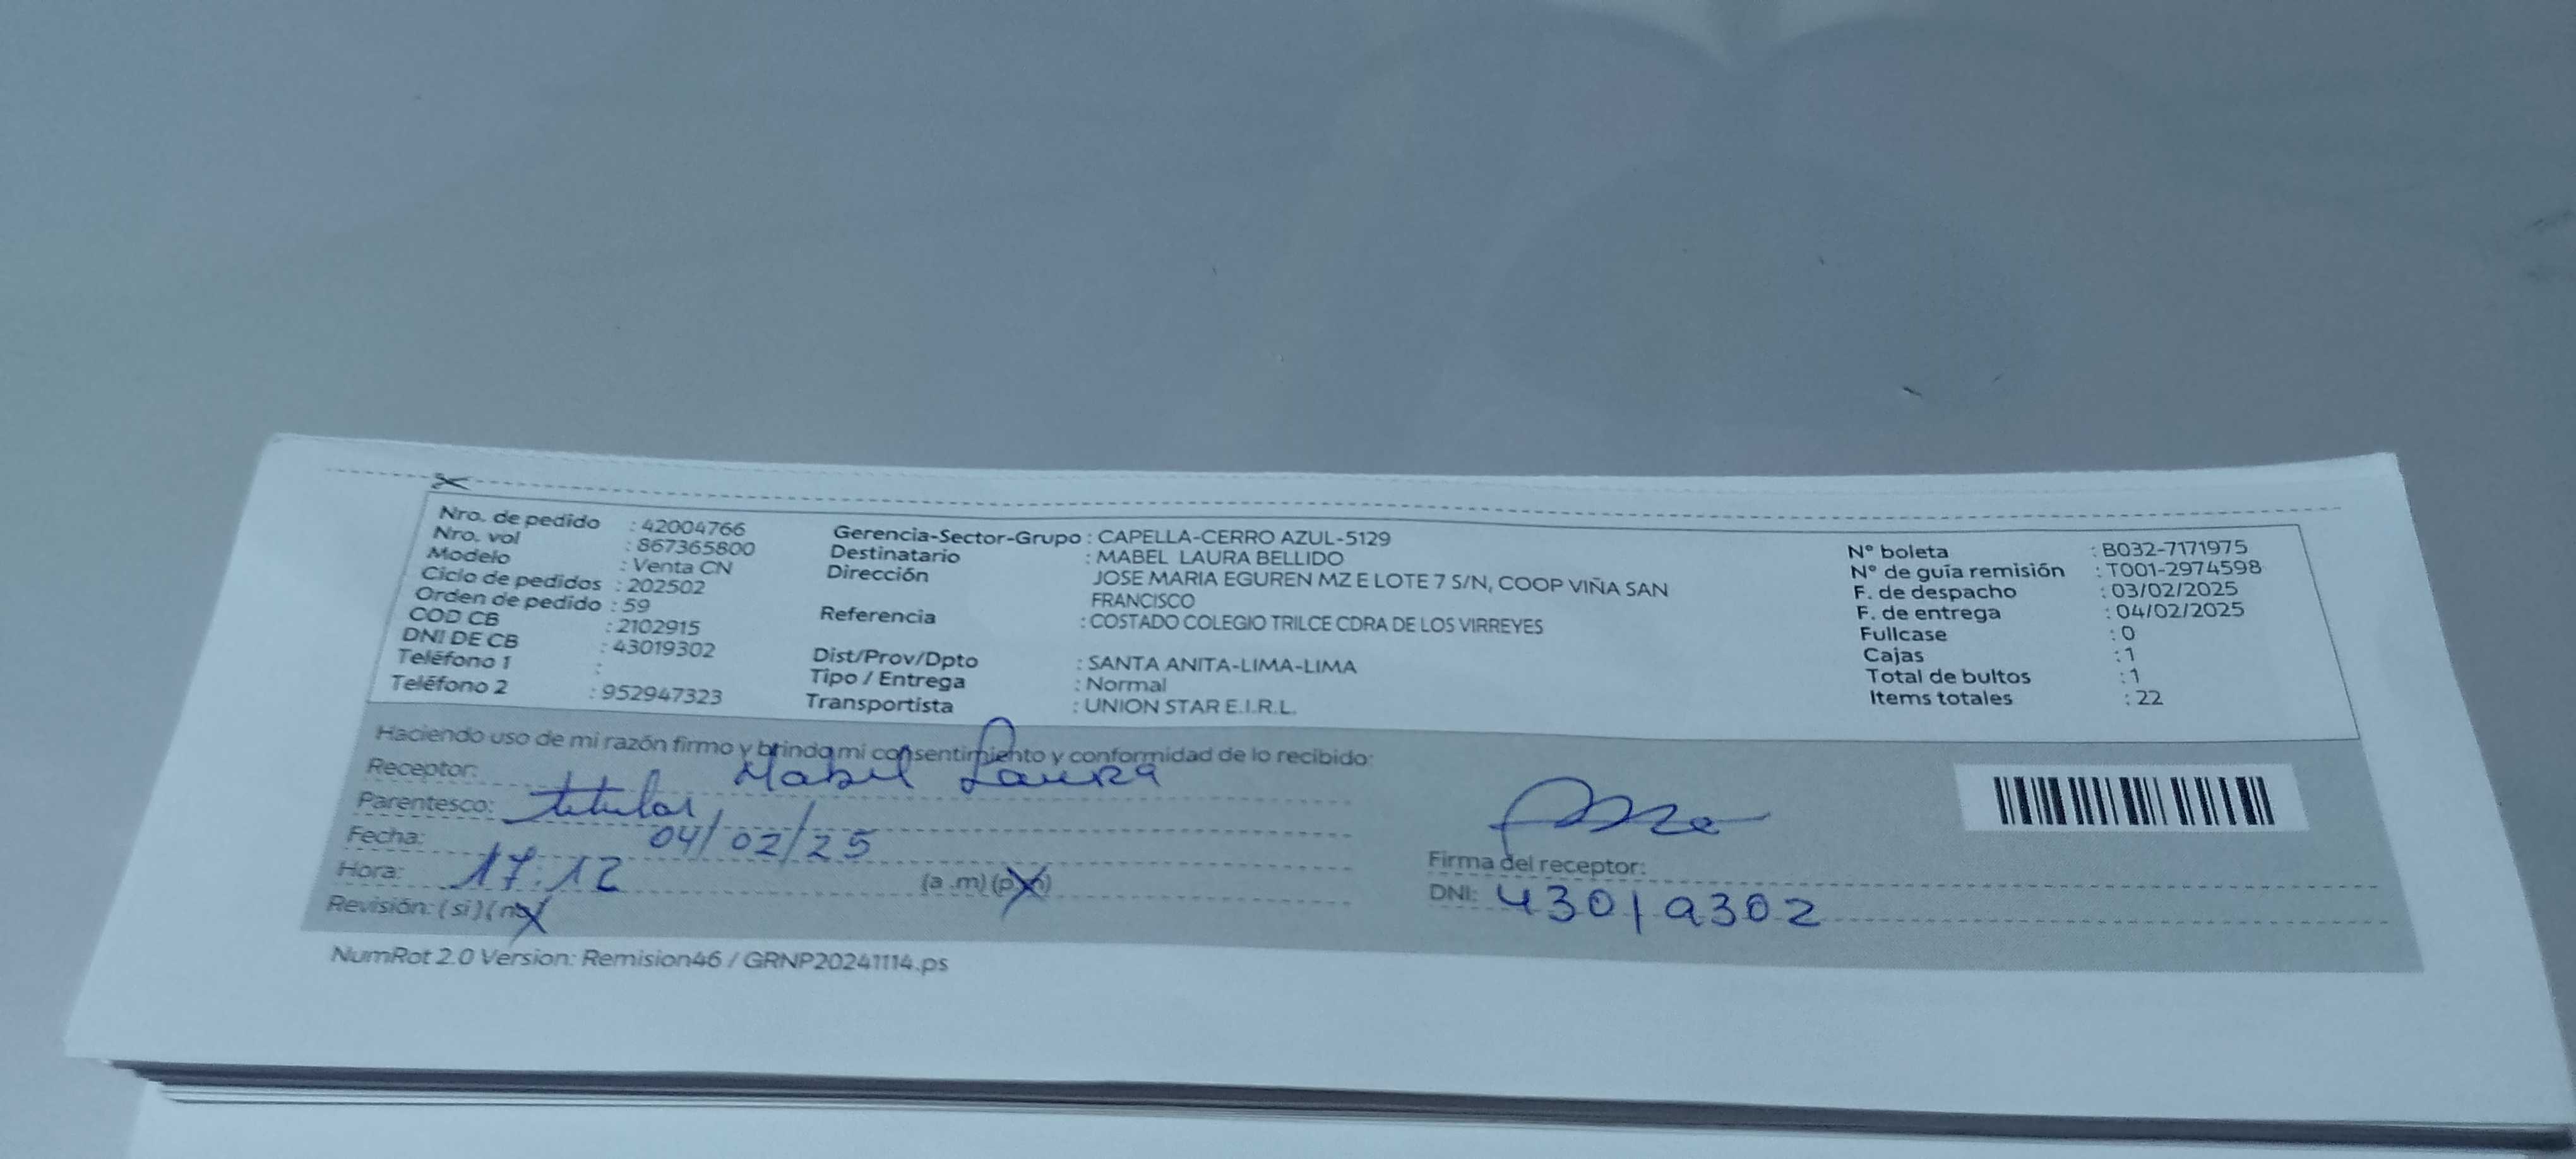 Nro. de pedido : 42004766
Nro. vol : 867365800
Modelo : Venta CN
Ciclo de pedidos : 202502
Orden de pedido : 59
COD CB : 2102915
DNI DE CB : 43019302
Teléfono 1 :
Teléfono 2 : 952947323
Gerencia-Sector-Grupo : CAPELLA-CERRO AZUL-5129
Destinatario : MABEL LAURA BELLIDO
Dirección JOSE MARIA EGUREN MZ E LOTE 7 S/N, COOP VIÑA SAN
FRANCISCO
Referencia : COSTADO COLEGIO TRILCE CDRA DE LOS VIRREYES
Dist/Prov/Dpto : SANTA ANITA-LIMA-LIMA
Tipo / Entrega : Normal
Transportista : UNION STAR E.I.R.L.
N° boleta : B032-7171975
N° de guía remisión : T001-2974598
F. de despacho : 03/02/2025
F. de entrega : 04/02/2025
Fullcase : 0
Cajas : 1
Total de bultos : 1
Items totales : 22
Haciendo uso de mi razón firmo y brindo mi consentimiento y conformidad de lo recibido:
Receptor: Mabel Laura
Parentesco: titular
Fecha: 04/02/25
Hora: 17:12 (a .m) (p.m)
Revisión: (si) (no)
Firma del receptor:
DNI: 43019302
NumRot 2.0 Version: Remision46 / GRNP20241114.ps